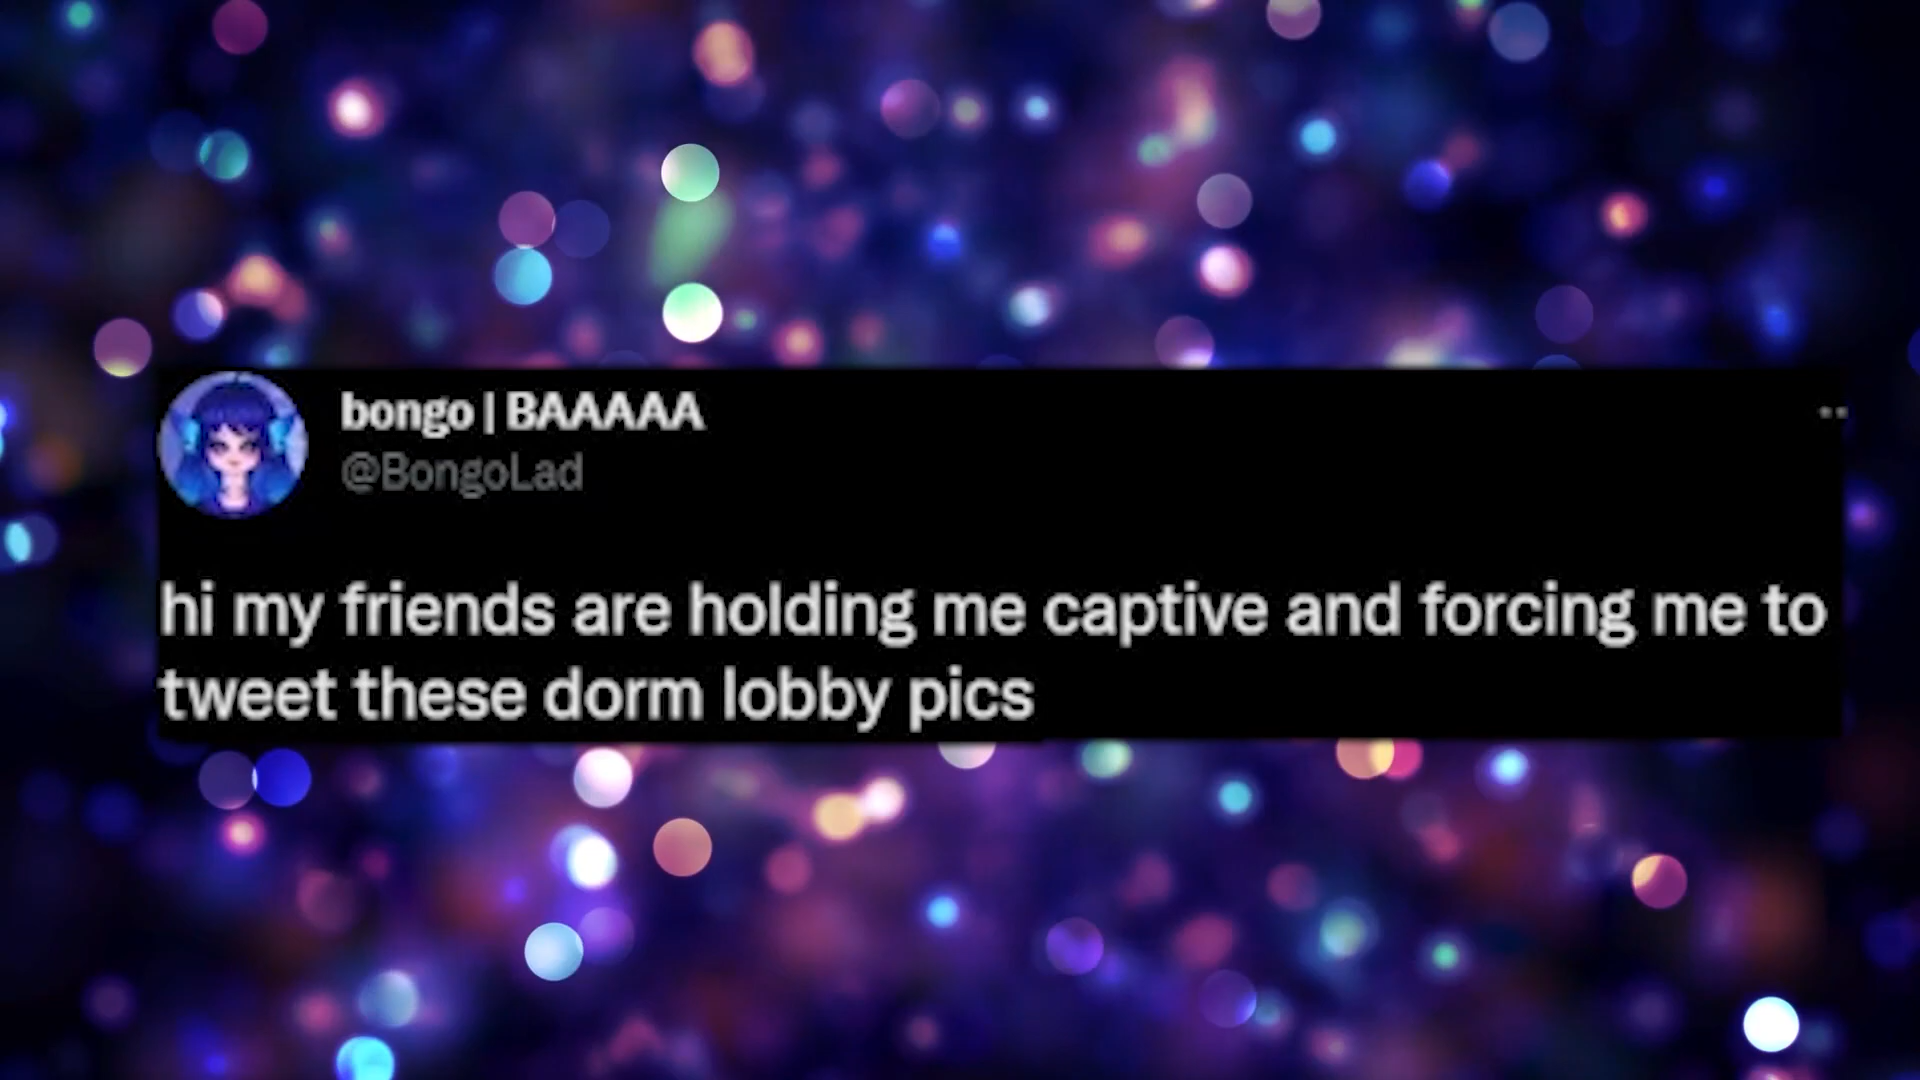 bongo | BAAAAA
@BongoLad
hi my friends are holding me captive and forcing me to
tweet these dorm lobby pics